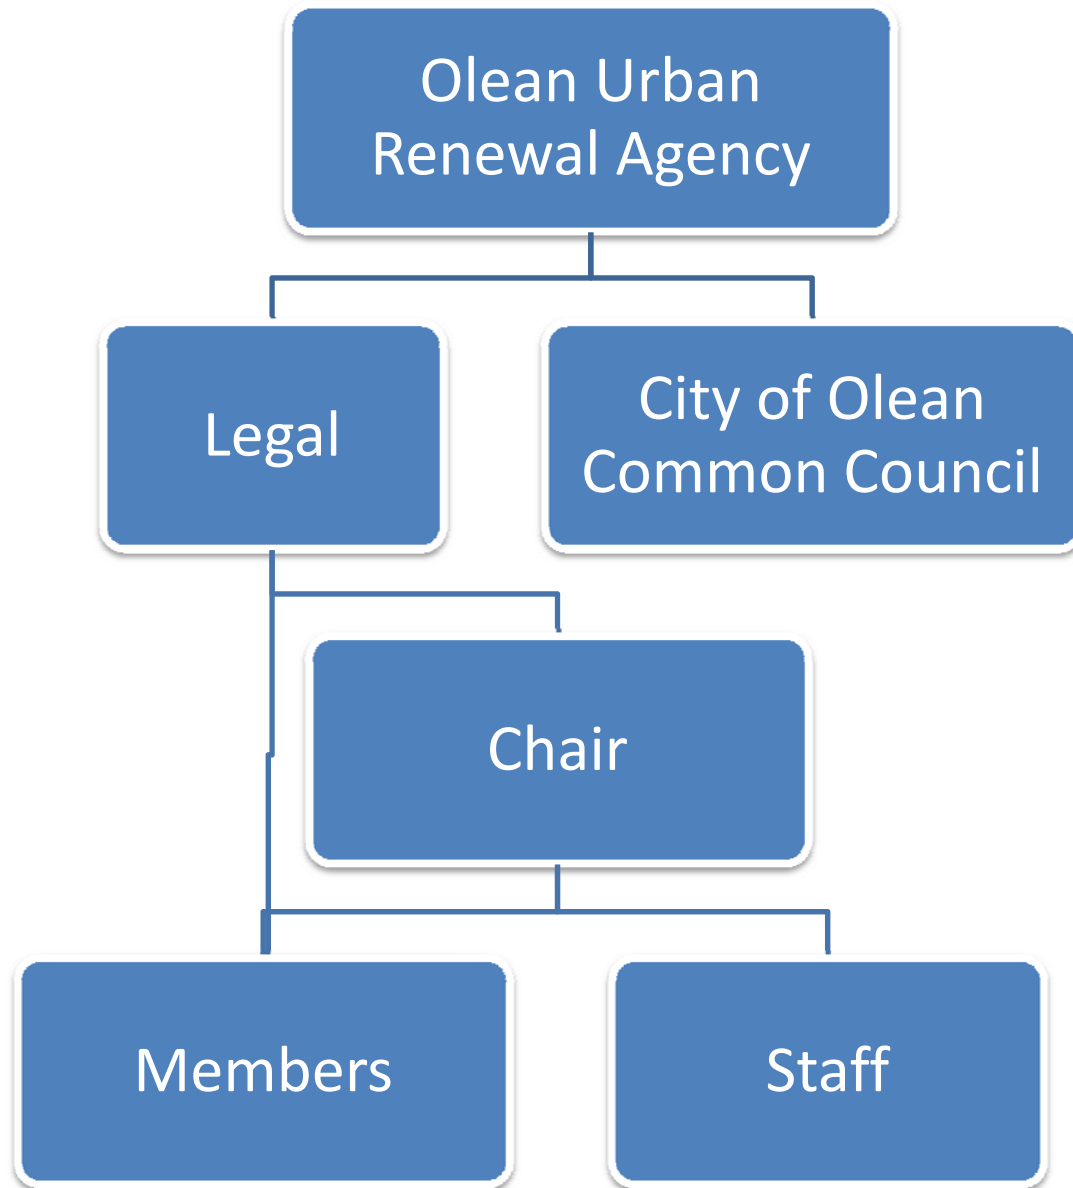 Olean Urban
Renewal Agency
Legal
City of Olean
Common Council
Chair
Members
Staff